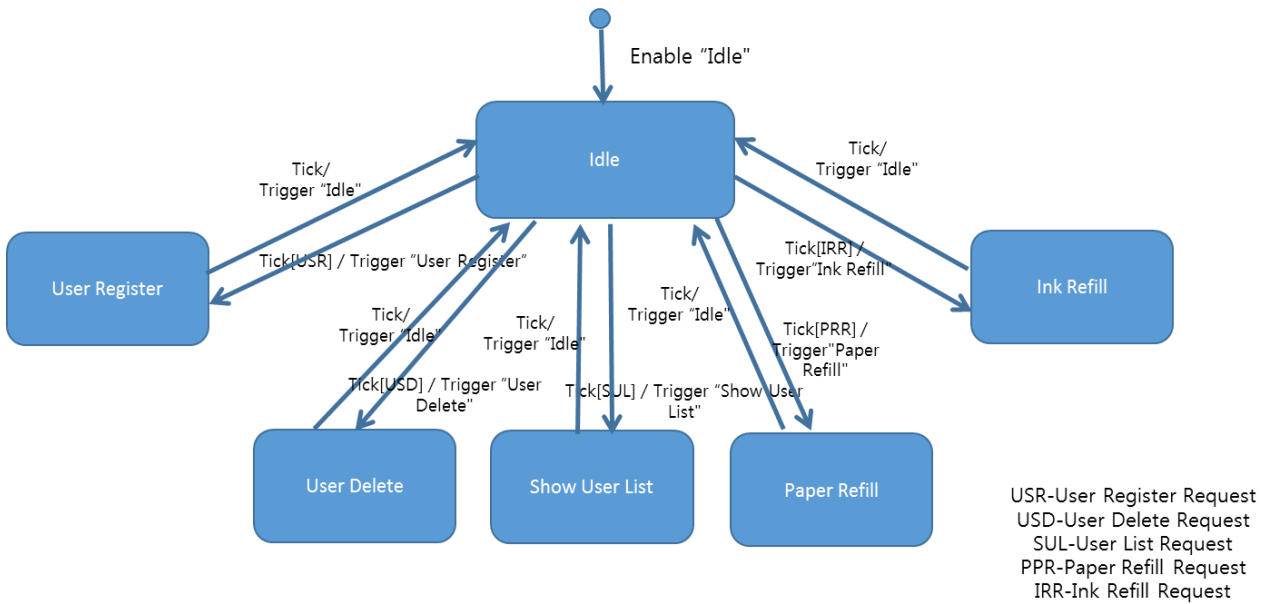 Enable “Idle"
Idle
Tick/
Trigger “Idle"
Tick/
Trigger “Idle"
Tick[USR] / Trigger “User Register“
Tick[IRR] /
Trigger“Ink Refill"
User Register
Ink Refill
Tick/
Trigger “Idle"
Tick/
Trigger “Idle"
Tick/
Trigger “Idle"
Tick[PRR] /
Trigger"Paper
Refill"
Tick[USD] / Trigger “User
Delete"
Tick[SUL] / Trigger “Show User
List"
User Delete
Show User List
Paper Refill
USR-User Register Request
USD-User Delete Request
SUL-User List Request
PPR-Paper Refill Request
IRR-Ink Refill Request